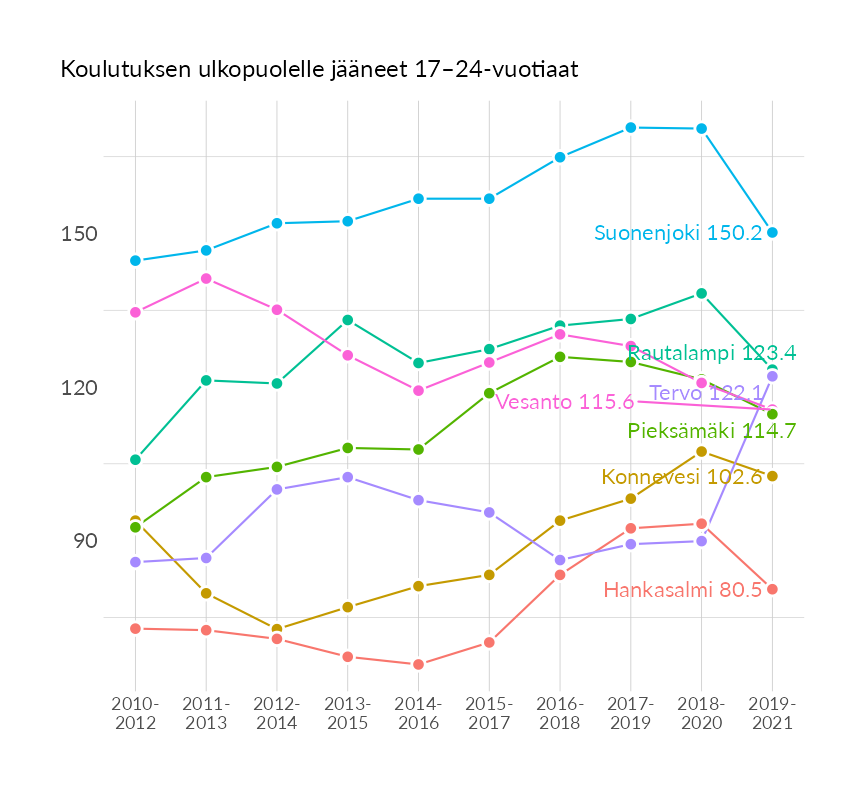 Koulutuksen ulkopuolelle jääneet 17–24-vuotiaat
150
Suonenjoki 150.2
Rautalampi 123.4
120
Tervo 122.1
Vesanto 115.6
Pieksämäki 114.7
Konnevesi 102.6
90
Hankasalmi 80.5
2010- 2011- 2012- 2013- 2014- 2015- 2016- 2017- 2018- 2019-
2012 2013 2014 2015 2016 2017 2018 2019 2020 2021